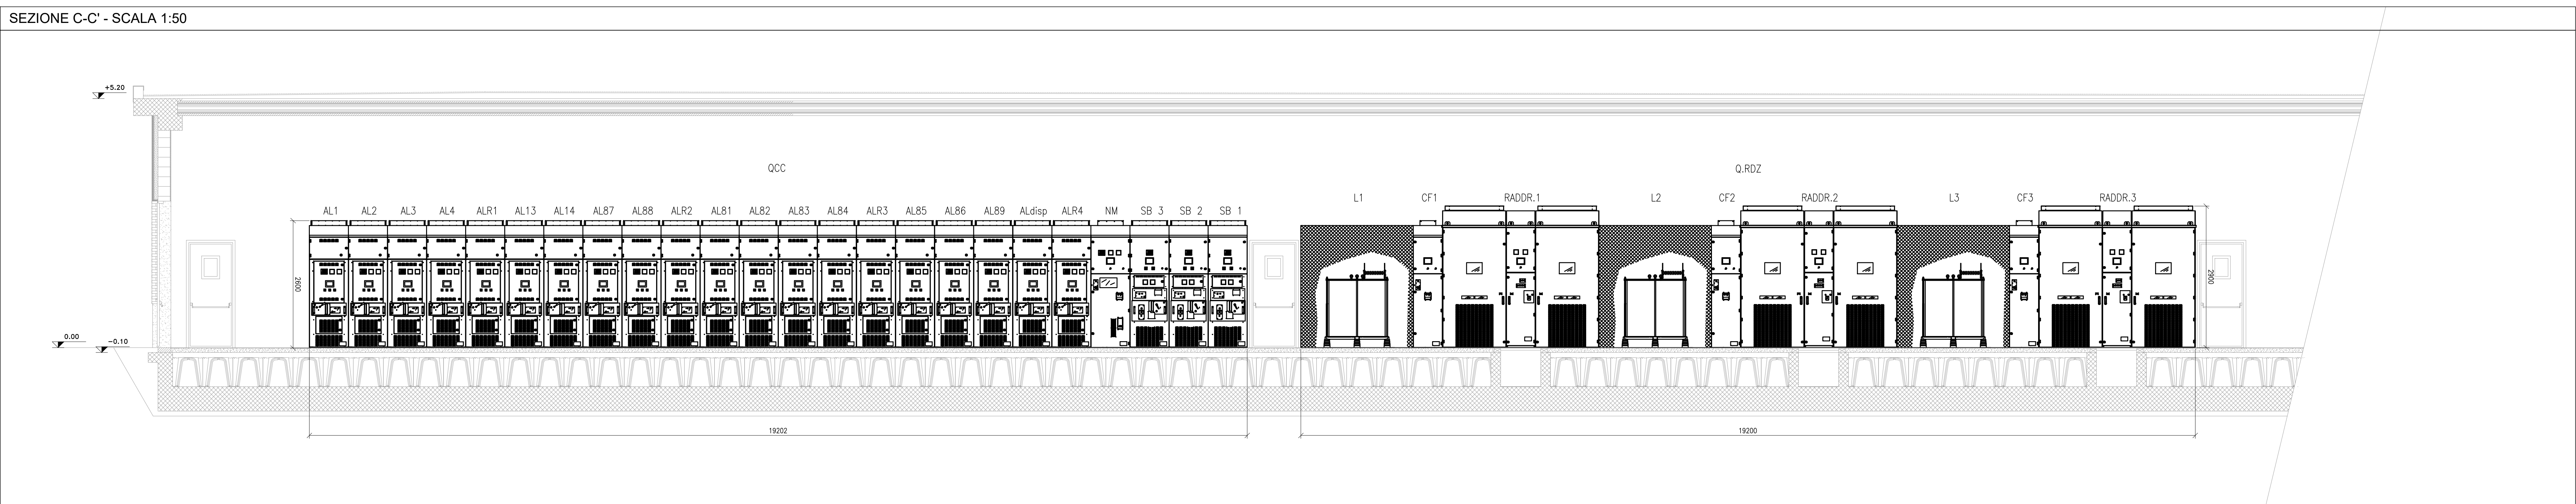 SEZIONE C-C' - SCALA 1:50
+5.20
QCC
Q.RDZ
L1 CF1 RADDR.1 L2 CF2 RADDR.2 L3 CF3 RADDR.3
AL1 AL2 AL3 AL4 ALR1 AL13 AL14 AL87 AL88 ALR2 AL81 AL82 AL83 AL84 ALR3 AL85 AL86 AL89 ALdisp ALR4 NM SB 3 SB 2 SB 1
2600
2900
0.00
-0.10
19202
19200